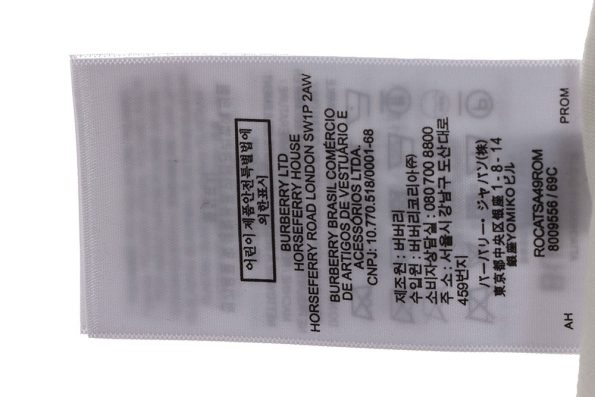 어린이제품안전특별법에
의한표시
BURBERRY LTD
HORSEFERRY HOUSE
HORSEFERRY ROAD LONDON SW1P 2AW
BURBERRY BRASIL COMÉRCIO
DE ARTIGOS DE VESTUARIO E
ACESSORIOS LTDA.
CNPJ: 10.770.518/0001-68
제조원 : 버버리
수입원 : 버버리코리아(주)
소비자상담실 : 080 700 8800
주 소 : 서울시 강남구 도산대로
459번지
バーバリー・ジャパン(株)
東京都中央区銀座1-8-14
銀座YOMIKOビル
ROCATSA49ROM
8009556 / 69C
AH PROM